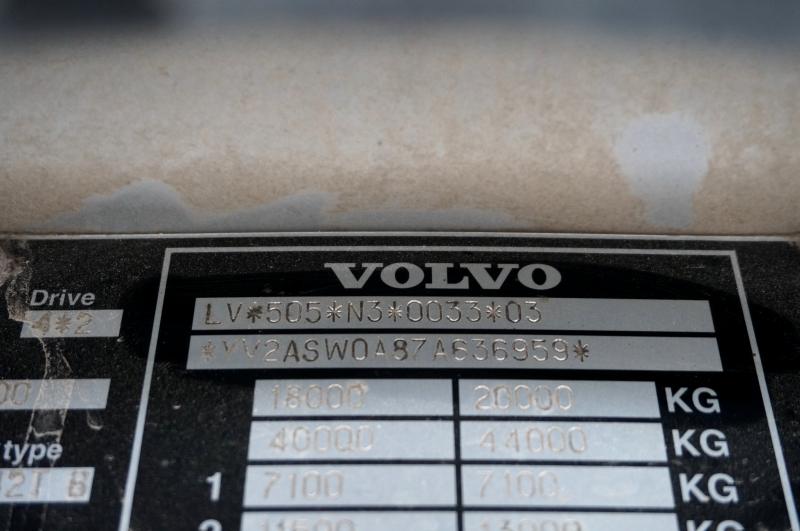 VOLVO
Drive
4*2
LV*505*N3*0033*03
*YV2ASW0A87A636959*
18000 20000 KG
40000 44000 KG
type
1 7100 7100 KG